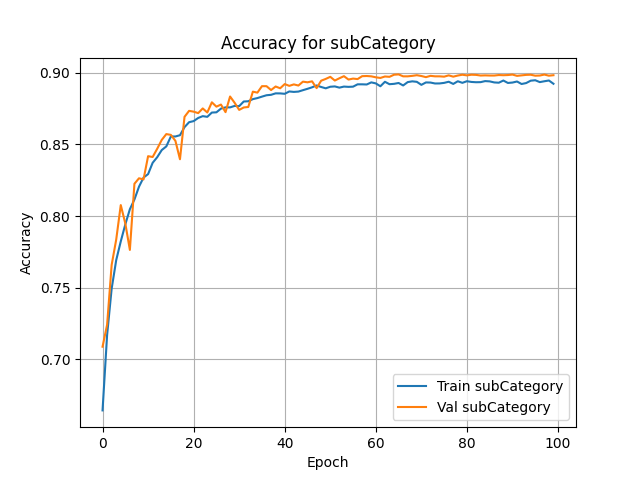 Accuracy for subCategory
0.90
0.85
0.80
0.75
0.70
Accuracy
Train subCategory
Val subCategory
0 20 40 60 80 100
Epoch